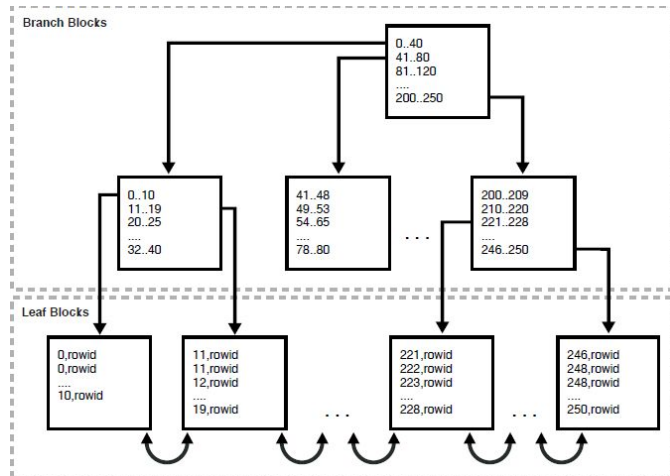 Branch Blocks
0..40
41..80
81..120
....
200..250
0..10
11..19
20..25
....
32..40
41..48
49..53
54..65
....
78..80
. . .
200..209
210..220
221..228
....
246..250
Leaf Blocks
0,rowid
0,rowid
....
10,rowid
11,rowid
11,rowid
12,rowid
....
19,rowid
. . .
221,rowid
222,rowid
223,rowid
....
228,rowid
. . .
246,rowid
248,rowid
248,rowid
....
250,rowid